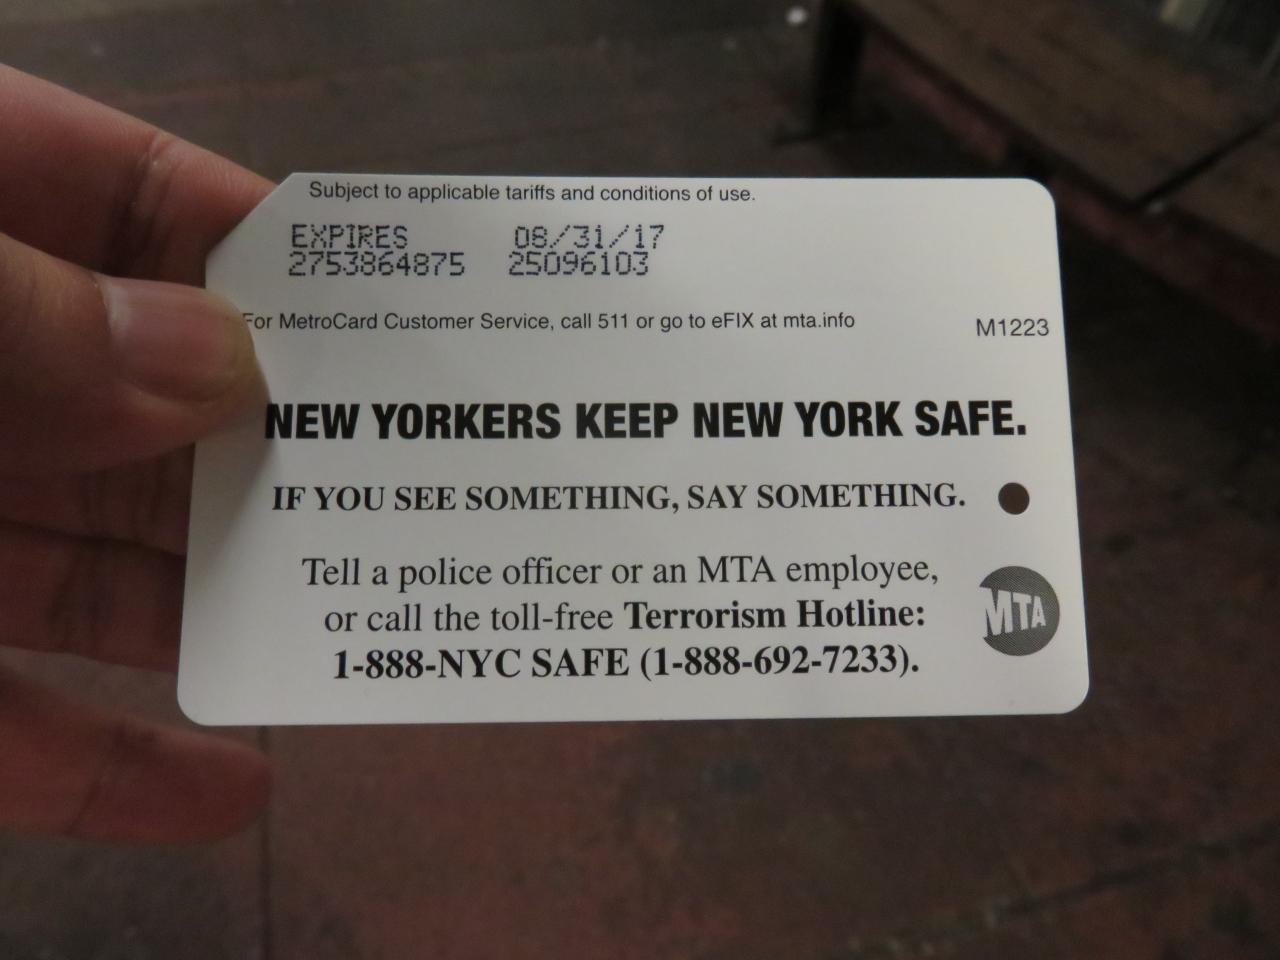 Subject to applicable tariffs and conditions of use.
EXPIRES 08/31/17
2753864875 25096103
For MetroCard Customer Service, call 511 or go to eFIX at mta.info
M1223
NEW YORKERS KEEP NEW YORK SAFE.
IF YOU SEE SOMETHING, SAY SOMETHING.
Tell a police officer or an MTA employee,
or call the toll-free Terrorism Hotline:
1-888-NYC SAFE (1-888-692-7233).
MTA